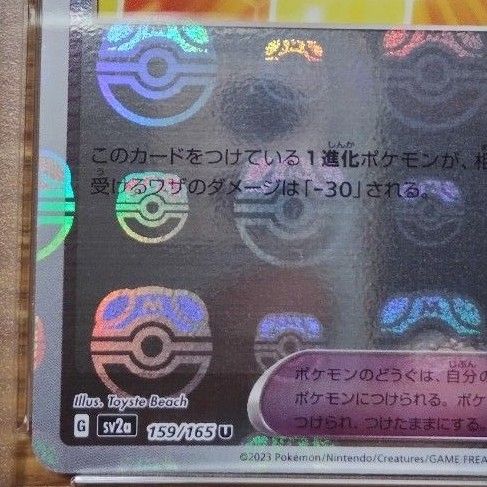 このカードをつけている1進化ポケモンが、相
受けるワザのダメージは「-30」される。
ポケモンのどうぐは、自分の
ポケモンにつけられる。ポケ
つけられ、つけたままにする。
Illus. Toyste Beach
G sv2a 159/165 U
©2023 Pokémon/Nintendo/Creatures/GAME FREA